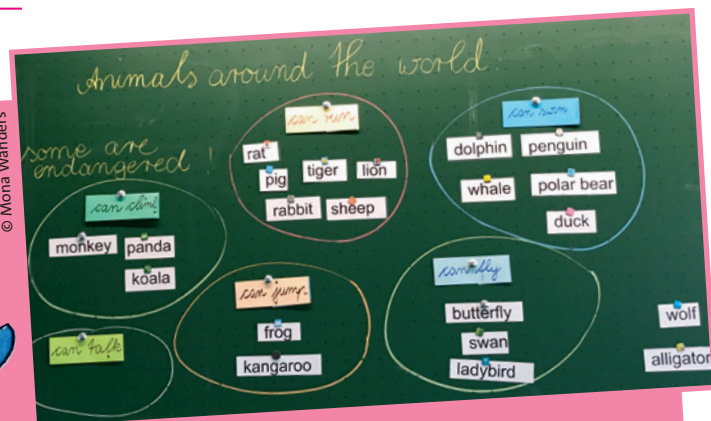 © Mona Wanders
Animals around the world
some are
endangered!
can climb
monkey
panda
koala
can talk
can run
rat
pig
tiger
lion
rabbit
sheep
can jump
frog
kangaroo
can swim
dolphin
penguin
whale
polar bear
duck
can fly
butterfly
swan
ladybird
wolf
alligator